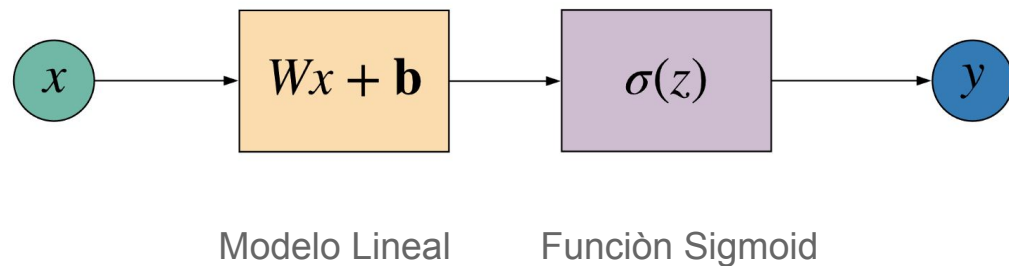 x
Wx + b
σ(z)
y
Modelo Lineal
Funciòn Sigmoid